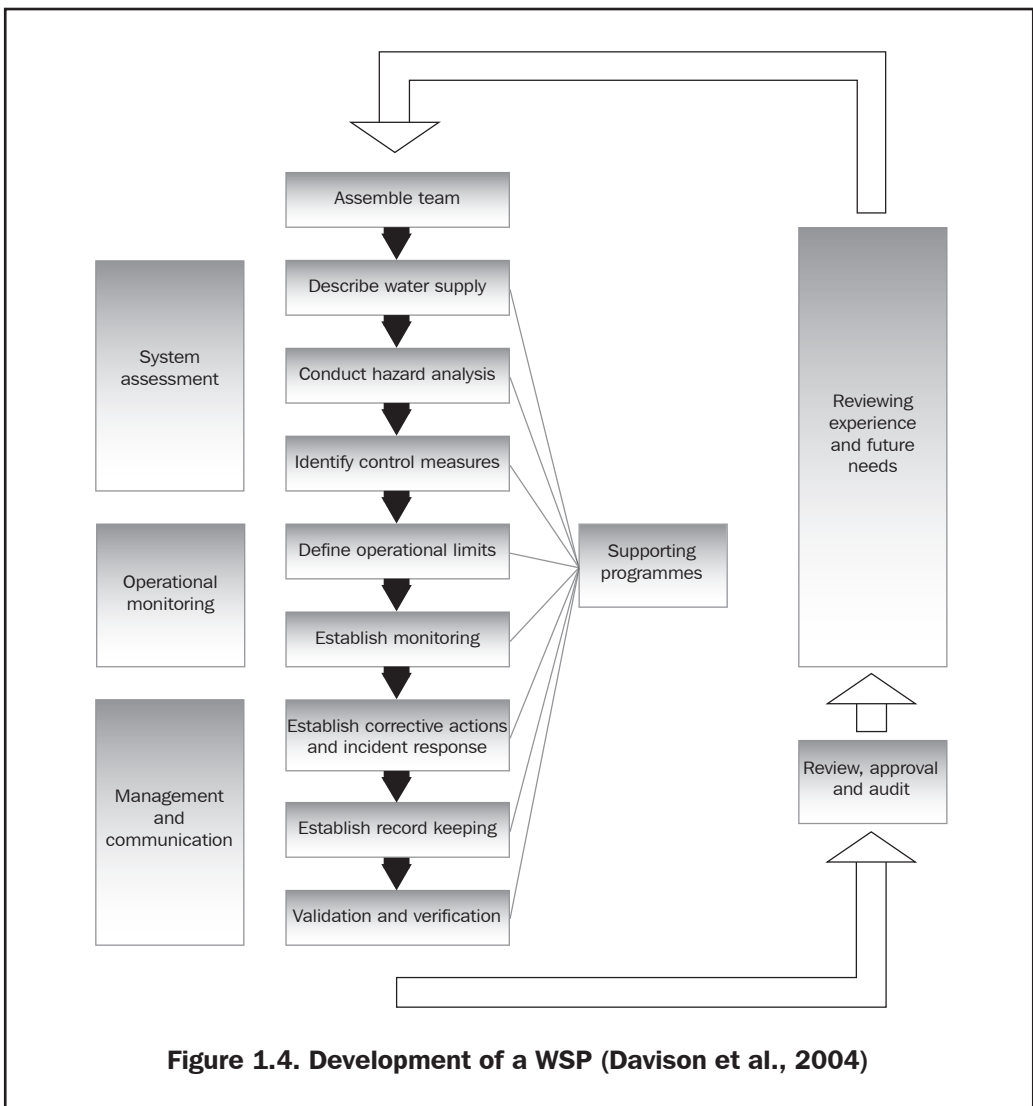 Assemble team
Describe water supply
Conduct hazard analysis
Identify control measures
Define operational limits
Establish monitoring
Establish corrective actions
and incident response
Establish record keeping
Validation and verification
System
assessment
Operational
monitoring
Management
and
communication
Supporting
programmes
Reviewing
experience
and future
needs
Review, approval
and audit
Figure 1.4. Development of a WSP (Davison et al., 2004)